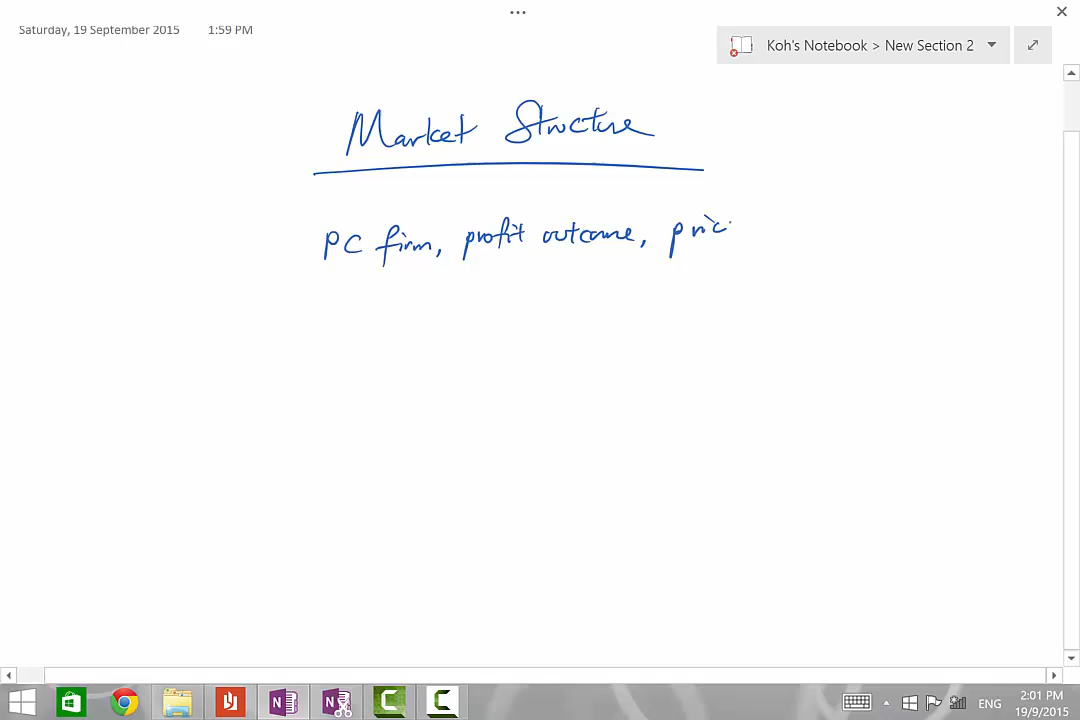 Saturday, 19 September 2015 1:59 PM
Koh's Notebook > New Section 2
Market Structure
PC firm, profit outcome, pric
ENG
2:01 PM
19/9/2015